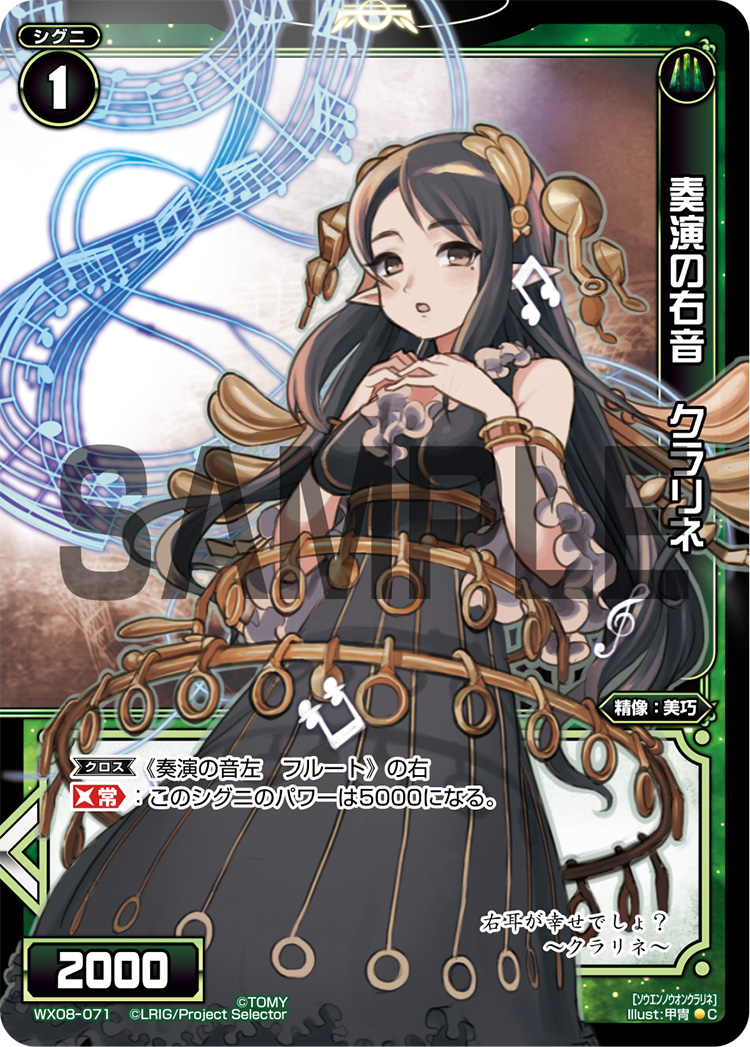 シグニ
1
奏演の右音 クラリネ
SAMPLE
精像：美巧
クロス 《奏演の音左 フルート》の右
常：このシグニのパワーは5000になる。
右耳が幸せでしょ？
～クラリネ～
2000
©TOMY
WX08-071 ©LRIG/Project Selector
[ソウエンノウオンクラリネ]
Illust:甲冑 C